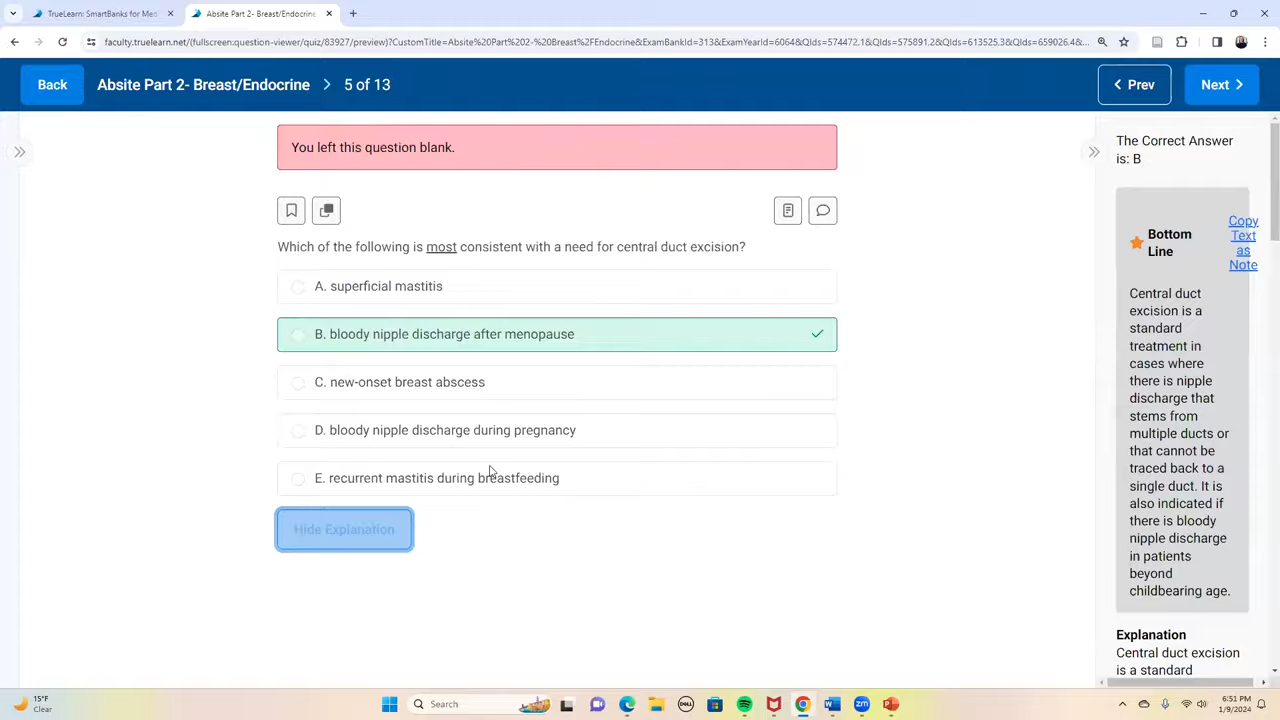 TrueLearn: SmartBanks for Med
Absite Part 2- Breast/Endocrine
faculty.truelearn.net/(fullscreen:question-viewer/quiz/83927/preview)?CustomTitle=Absite%20Part%202-%20Breast%2FEndocrine&ExamBankId=313&ExamYearId=6064&QIds=574472,1&QIds=575891,2&QIds=613525,3&QIds=659026,4&...
Back
Absite Part 2- Breast/Endocrine
5 of 13
Prev
Next
You left this question blank.
Which of the following is most consistent with a need for central duct excision?
A. superficial mastitis
B. bloody nipple discharge after menopause
C. new-onset breast abscess
D. bloody nipple discharge during pregnancy
E. recurrent mastitis during breastfeeding
Hide Explanation
The Correct Answer
is: B
Bottom
Line
Copy
Text
as
Note
Central duct
excision is a
standard
treatment in
cases where
there is nipple
discharge that
stems from
multiple ducts or
that cannot be
traced back to a
single duct. It is
also indicated if
there is bloody
nipple discharge
in patients
beyond
childbearing age.
Explanation
Central duct excision
is a standard
15°F
Clear
Search
DELL
zm
6:51 PM
1/9/2024